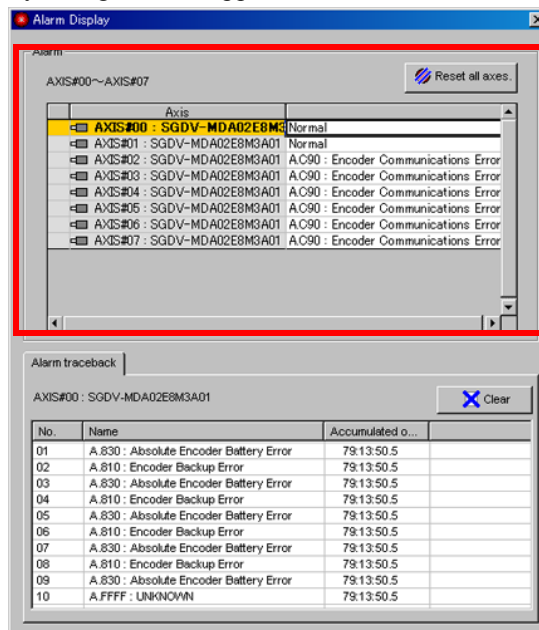 Alarm Display
Alarm
AXIS#00～AXIS#07
Reset all axes.
Axis
AXIS#00 : SGDV-MDA02E8M3 Normal
AXIS#01 : SGDV-MDA02E8M3A01 Normal
AXIS#02 : SGDV-MDA02E8M3A01 A.C90 : Encoder Communications Error
AXIS#03 : SGDV-MDA02E8M3A01 A.C90 : Encoder Communications Error
AXIS#04 : SGDV-MDA02E8M3A01 A.C90 : Encoder Communications Error
AXIS#05 : SGDV-MDA02E8M3A01 A.C90 : Encoder Communications Error
AXIS#06 : SGDV-MDA02E8M3A01 A.C90 : Encoder Communications Error
AXIS#07 : SGDV-MDA02E8M3A01 A.C90 : Encoder Communications Error
Alarm traceback
AXIS#00 : SGDV-MDA02E8M3A01
Clear
No. Name Accumulated o...
01 A.830 : Absolute Encoder Battery Error 79:13:50.5
02 A.810 : Encoder Backup Error 79:13:50.5
03 A.830 : Absolute Encoder Battery Error 79:13:50.5
04 A.810 : Encoder Backup Error 79:13:50.5
05 A.830 : Absolute Encoder Battery Error 79:13:50.5
06 A.810 : Encoder Backup Error 79:13:50.5
07 A.830 : Absolute Encoder Battery Error 79:13:50.5
08 A.810 : Encoder Backup Error 79:13:50.5
09 A.830 : Absolute Encoder Battery Error 79:13:50.5
10 A.FFFF : UNKNOWN 79:13:50.5